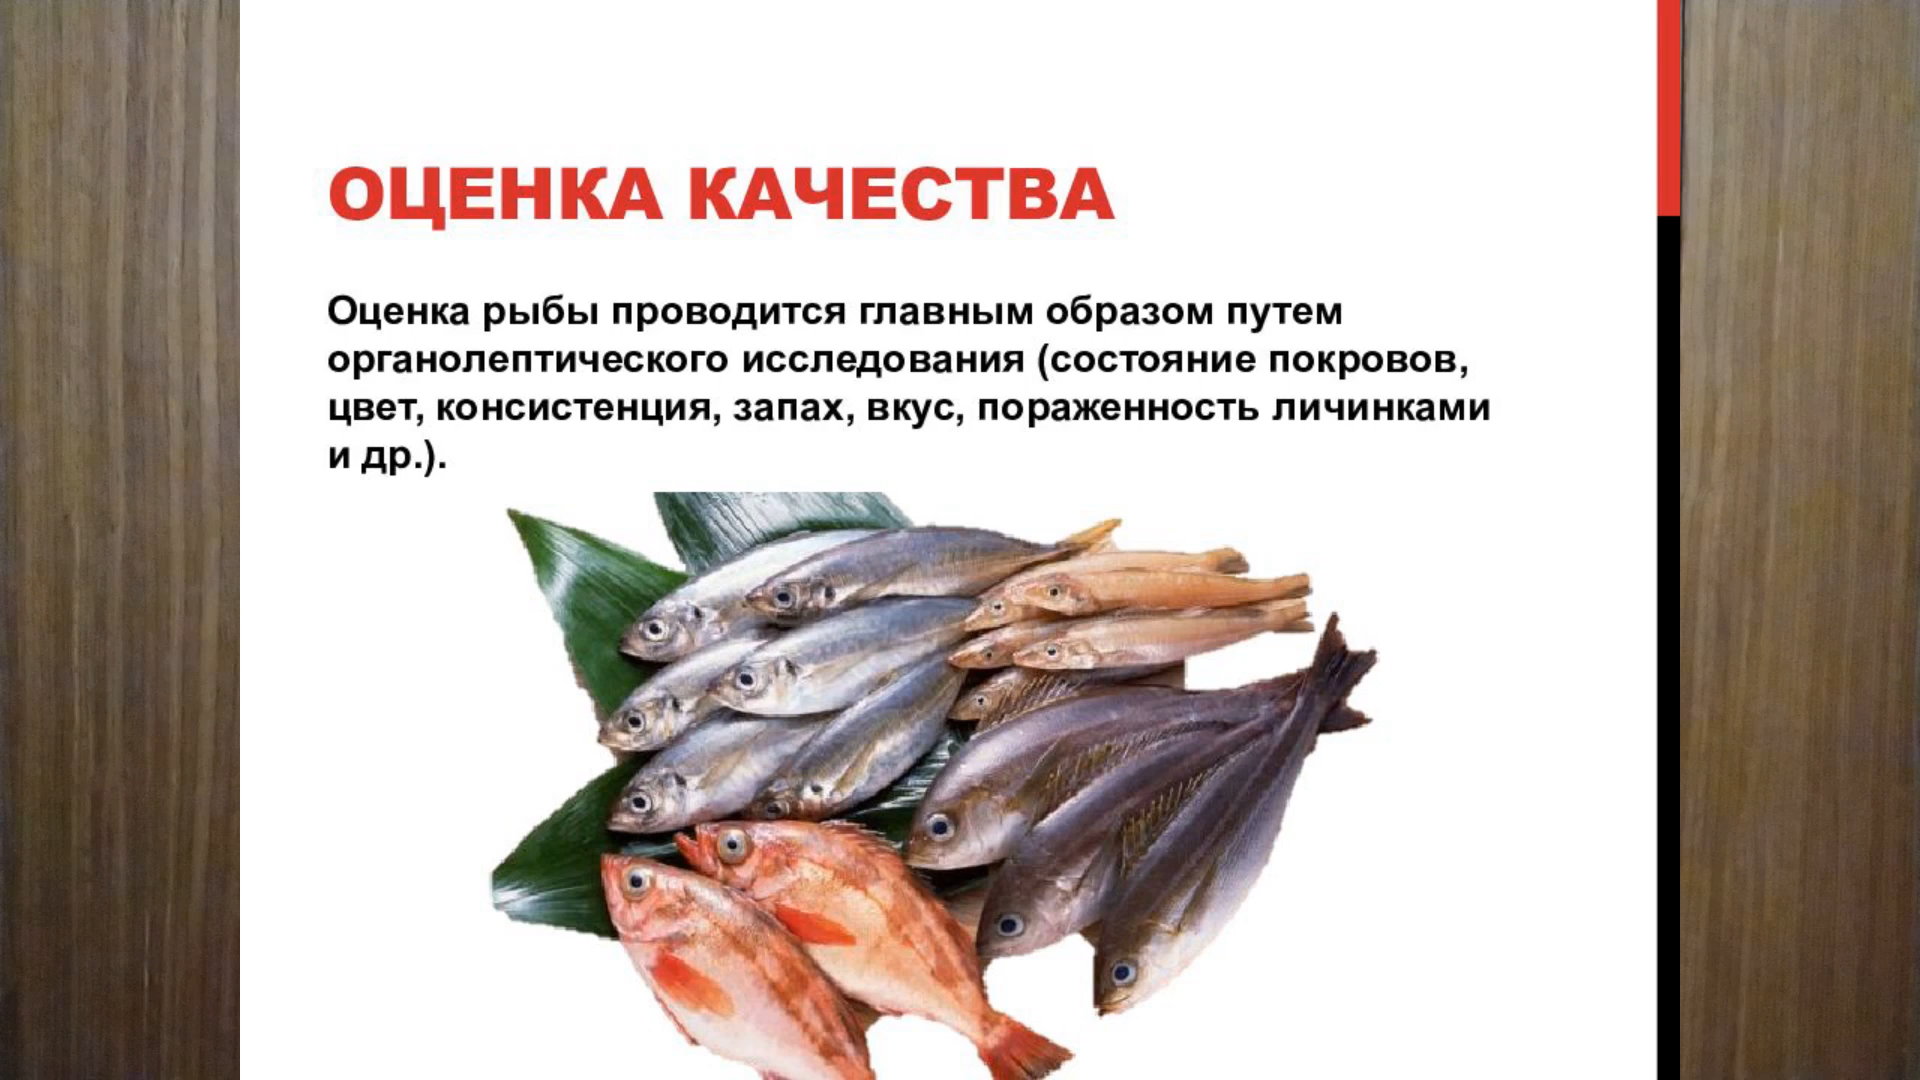 ОЦЕНКА КАЧЕСТВА
Оценка рыбы проводится главным образом путем
органолептического исследования (состояние покровов,
цвет, консистенция, запах, вкус, пораженность личинками
и др.).